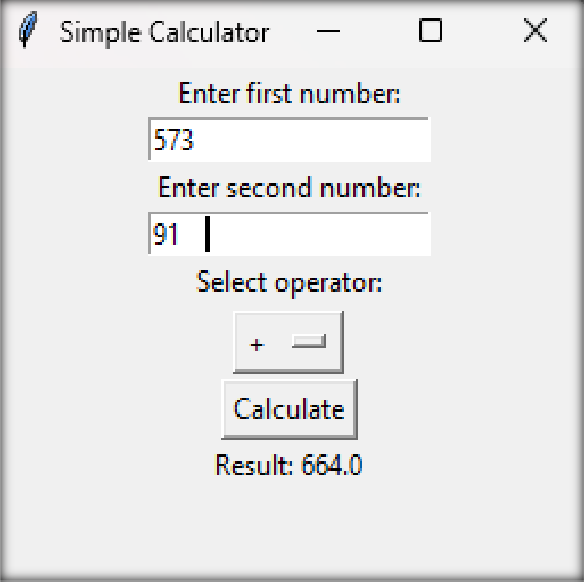 Simple Calculator
Enter first number:
573
Enter second number:
91
Select operator:
+
Calculate
Result: 664.0